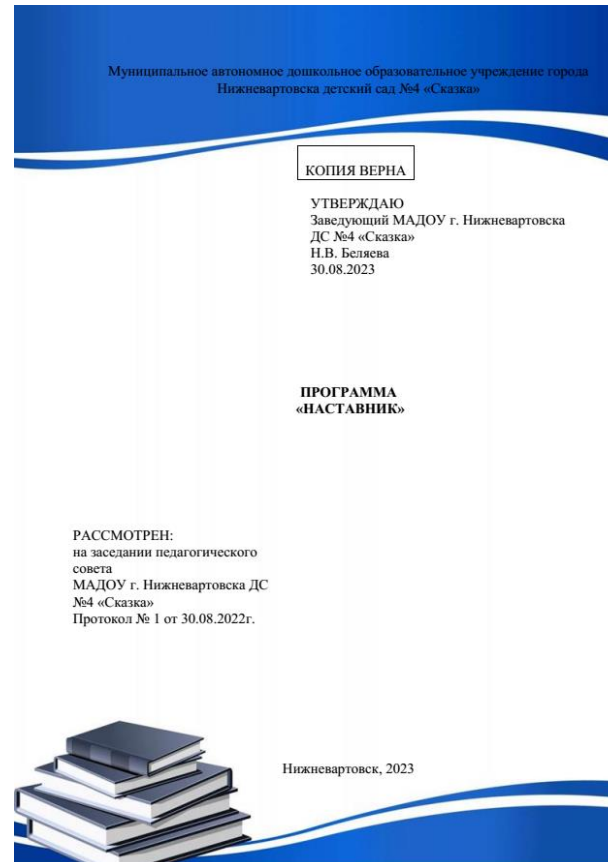 Муниципальное автономное дошкольное образовательное учреждение города
Нижневартовска детский сад №4 «Сказка»
КОПИЯ ВЕРНА
УТВЕРЖДАЮ
Заведующий МАДОУ г. Нижневартовска
ДС №4 «Сказка»
Н.В. Беляева
30.08.2023
ПРОГРАММА
«НАСТАВНИК»
РАССМОТРЕН:
на заседании педагогического
совета
МАДОУ г. Нижневартовска ДС
№4 «Сказка»
Протокол № 1 от 30.08.2022г.
Нижневартовск, 2023